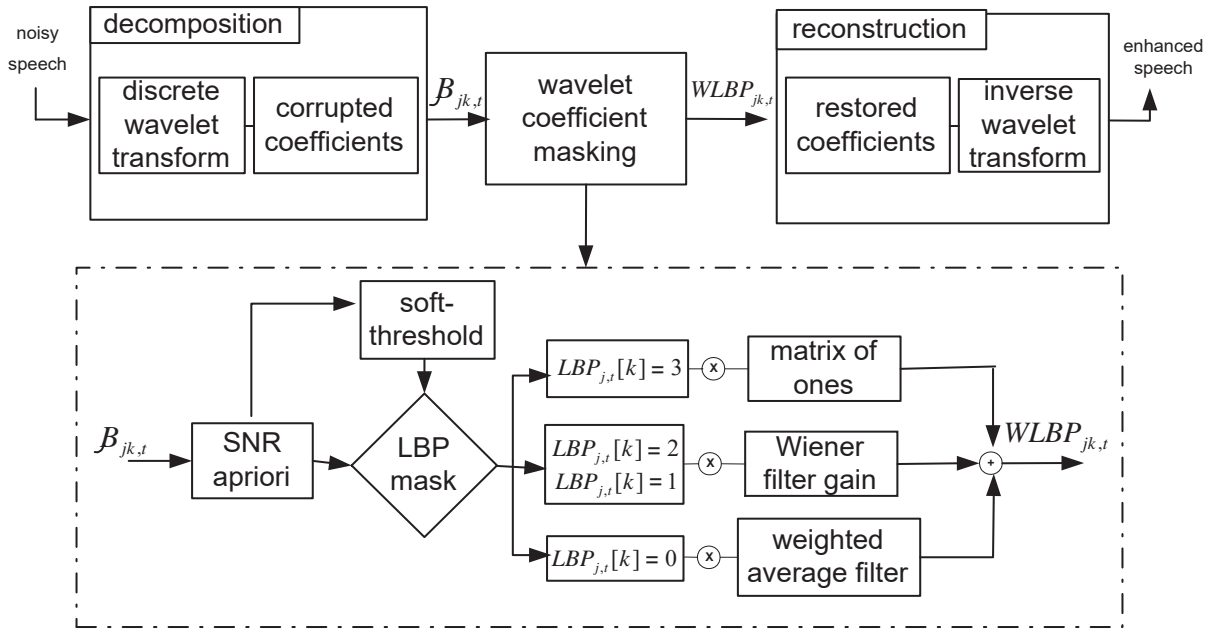 noisy
speech
decomposition
discrete
wavelet
transform
corrupted
coefficients
β_{jk,t}
wavelet
coefficient
masking
WLBP_{jk,t}
reconstruction
restored
coefficients
inverse
wavelet
transform
enhanced
speech
soft-
threshold
β_{jk,t}
SNR
apriori
LBP
mask
LBP_{j,t}[k] = 3
x
matrix of
ones
LBP_{j,t}[k] = 2
LBP_{j,t}[k] = 1
x
Wiener
filter gain
+
WLBP_{jk,t}
LBP_{j,t}[k] = 0
x
weighted
average filter